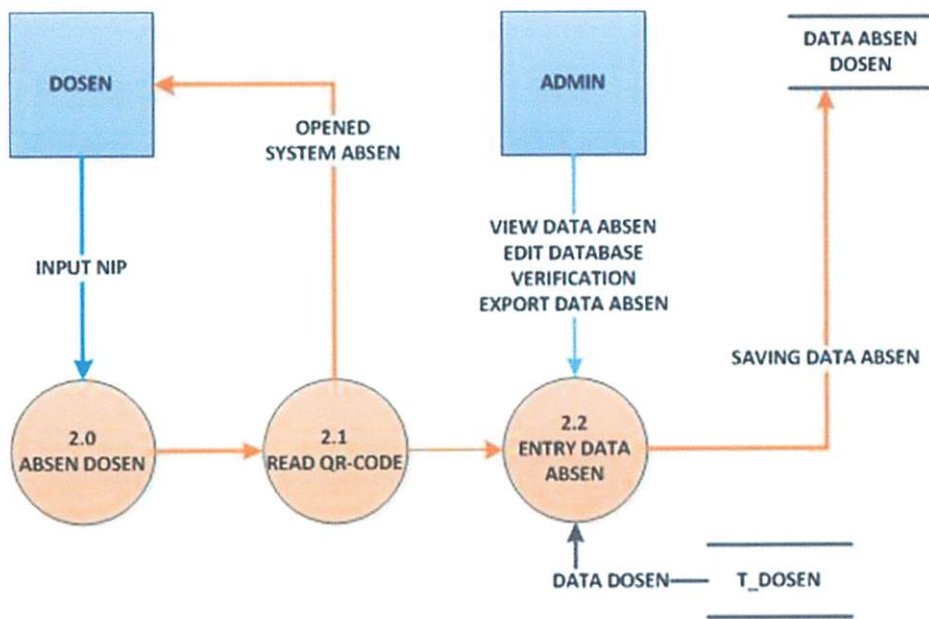 DOSEN
ADMIN
DATA ABSEN
DOSEN
OPENED
SYSTEM ABSEN
INPUT NIP
VIEW DATA ABSEN
EDIT DATABASE
VERIFICATION
EXPORT DATA ABSEN
SAVING DATA ABSEN
2.0
ABSEN DOSEN
2.1
READ QR-CODE
2.2
ENTRY DATA
ABSEN
DATA DOSEN
T_DOSEN